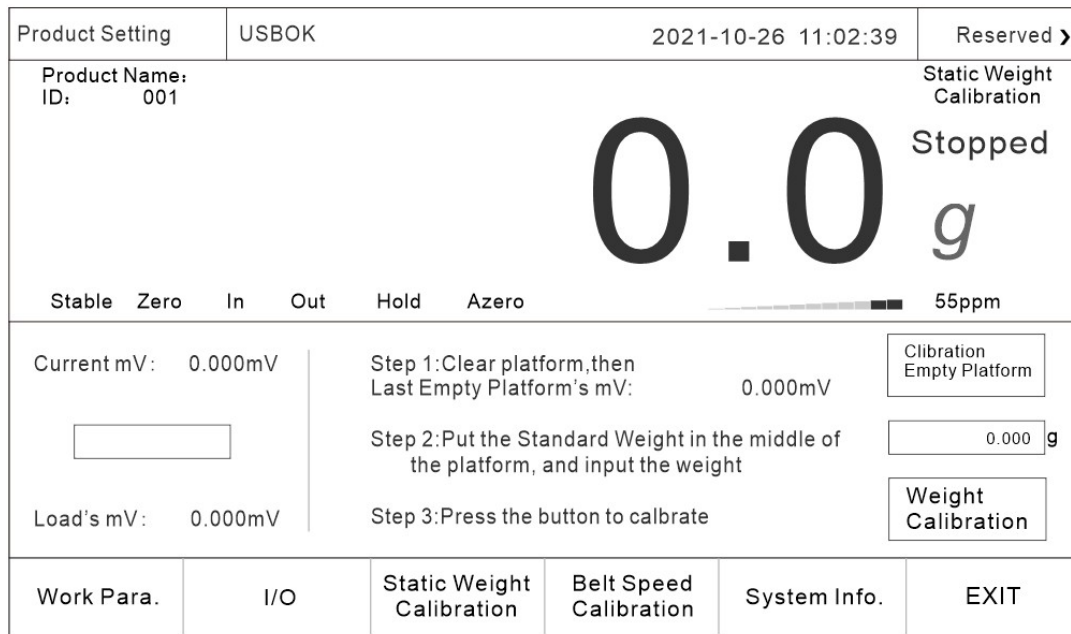 Product Setting USBOK 2021-10-26 11:02:39 Reserved ❯
Product Name:
ID: 001
Static Weight
Calibration
Stopped
0.0 g
Stable Zero In Out Hold Azero 55ppm
Current mV: 0.000mV
Load's mV: 0.000mV
Step 1:Clear platform,then
Last Empty Platform's mV: 0.000mV
Clibration
Empty Platform
Step 2:Put the Standard Weight in the middle of
the platform, and input the weight
0.000 g
Step 3:Press the button to calbrate
Weight
Calibration
Work Para.
I/O
Static Weight
Calibration
Belt Speed
Calibration
System Info.
EXIT